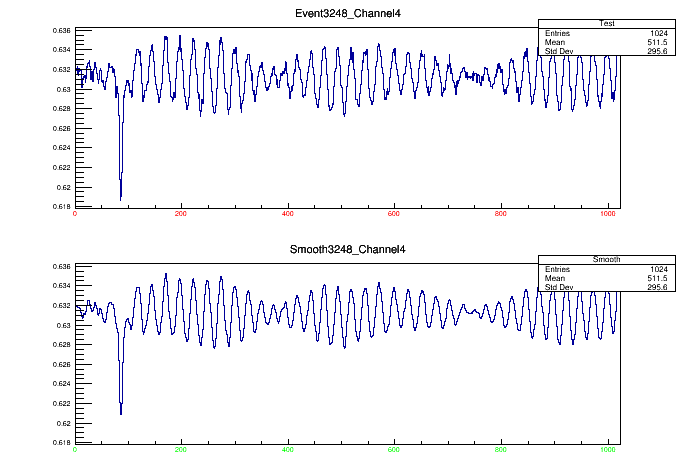 Event3248_Channel4
Test
Entries 1024
Mean 511.5
Std Dev 295.6
0.636
0.634
0.632
0.63
0.628
0.626
0.624
0.622
0.62
0.618
0 200 400 600 800 1000
Smooth3248_Channel4
Smooth
Entries 1024
Mean 511.5
Std Dev 295.6
0.636
0.634
0.632
0.63
0.628
0.626
0.624
0.622
0.62
0.618
0 200 400 600 800 1000